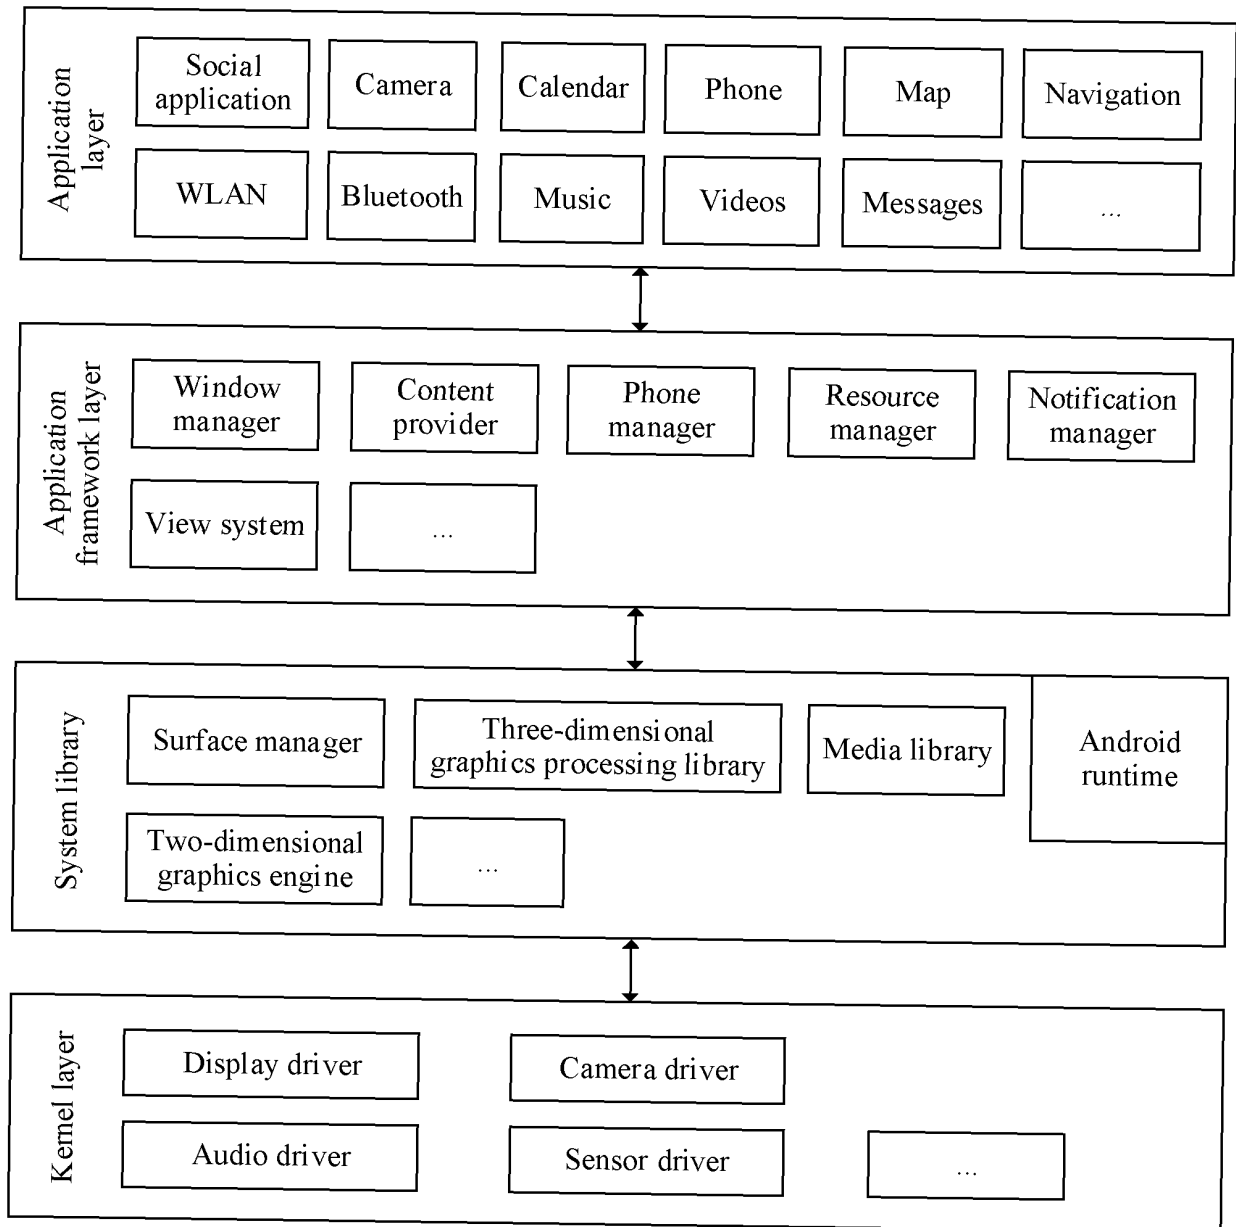 Application
layer
Social
application
Camera
Calendar
Phone
Map
Navigation
WLAN
Bluetooth
Music
Videos
Messages
...
Application
framework layer
Window
manager
Content
provider
Phone
manager
Resource
manager
Notification
manager
View system
...
System library
Surface manager
Three-dimensional
graphics processing library
Media library
Android
runtime
Two-dimensional
graphics engine
...
Kernel layer
Display driver
Camera driver
Audio driver
Sensor driver
...